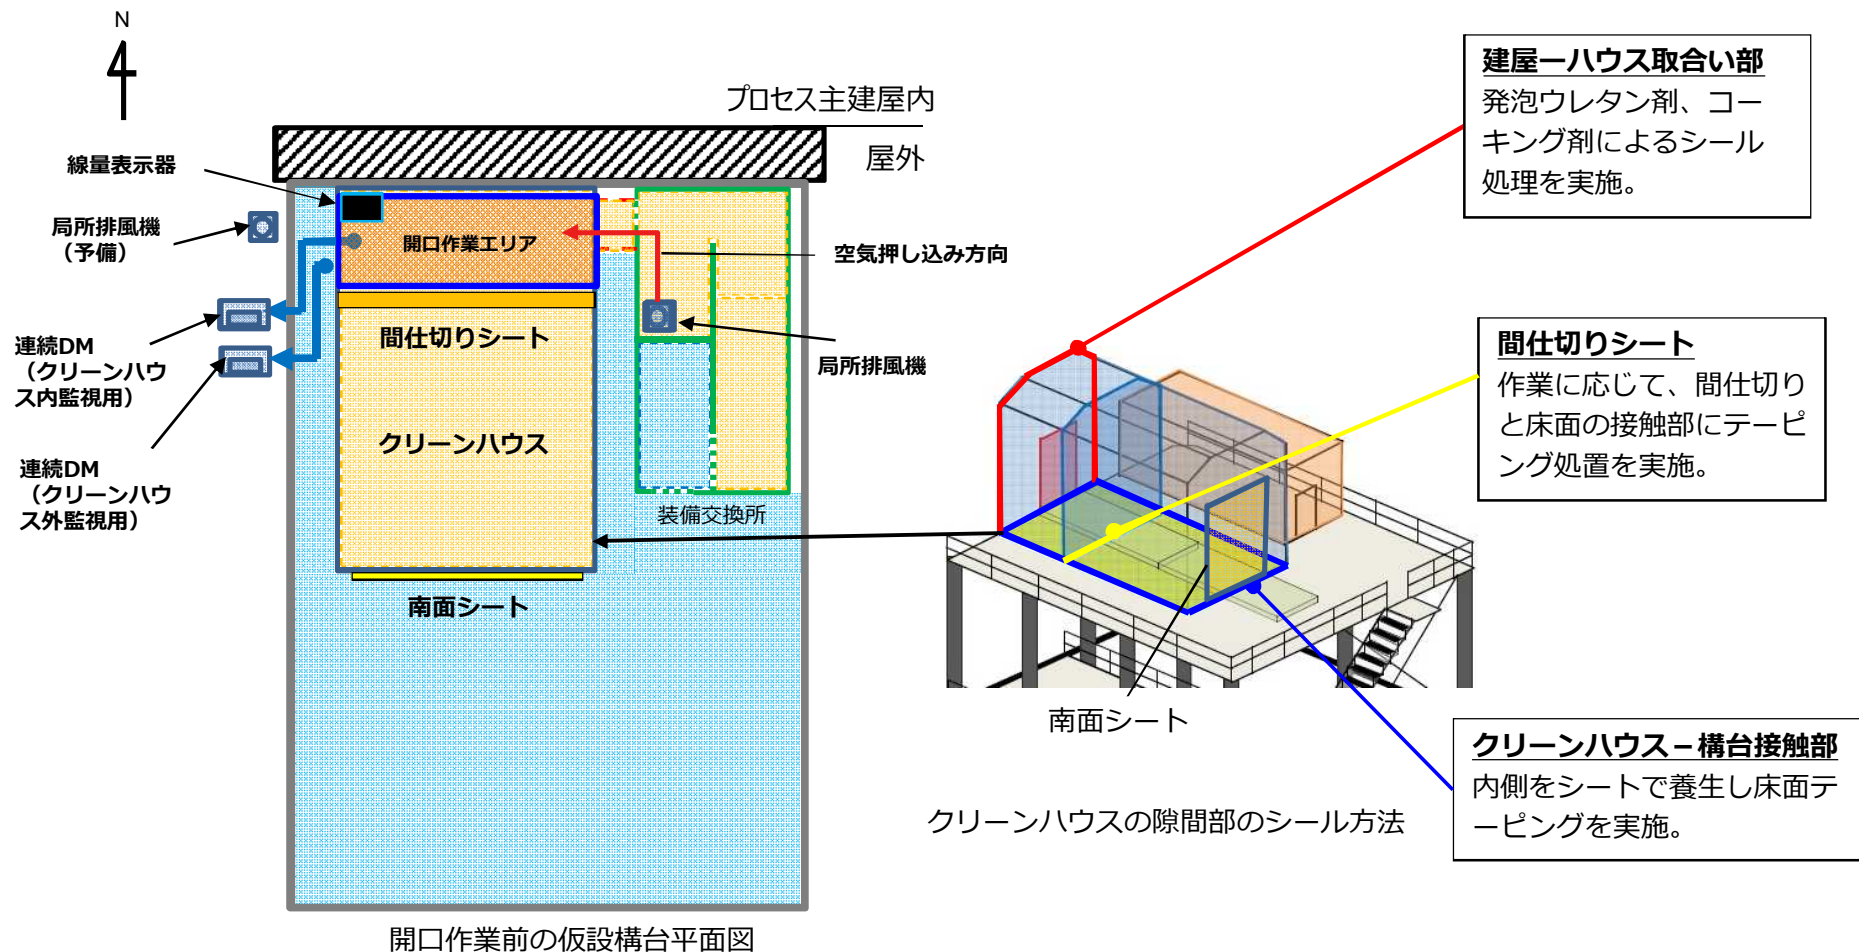 N
プロセス主建屋内
屋外
線量表示器
局所排風機
（予備）
開口作業エリア
空気押し込み方向
間仕切りシート
連続DM
（クリーンハウ
ス内監視用）
局所排風機
クリーンハウス
連続DM
（クリーンハウ
ス外監視用）
装備交換所
南面シート
開口作業前の仮設構台平面図
建屋ーハウス取合い部
発泡ウレタン剤、コー
キング剤によるシール
処理を実施。
間仕切りシート
作業に応じて、間仕切り
と床面の接触部にテーピ
ング処置を実施。
南面シート
クリーンハウス－構台接触部
内側をシートで養生し床面テ
ーピングを実施。
クリーンハウスの隙間部のシール方法